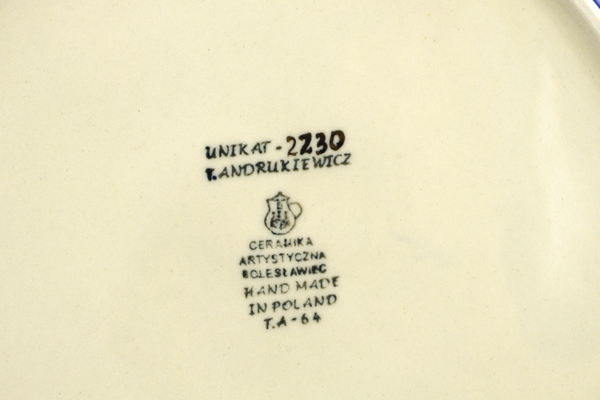 UNIKAT - 2230
T. ANDRUKIEWICZ
CERAMIKA
ARTYSTYCZNA
BOLESŁAWIEC
HAND MADE
IN POLAND
T.A-64